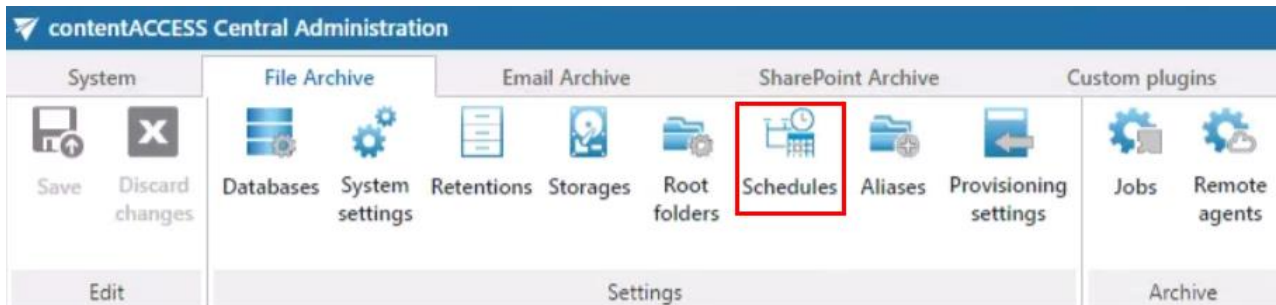 contentACCESS Central Administration
System File Archive Email Archive SharePoint Archive Custom plugins
Save Discard changes Databases System settings Retentions Storages Root folders Schedules Aliases Provisioning settings Jobs Remote agents
Edit Settings Archive